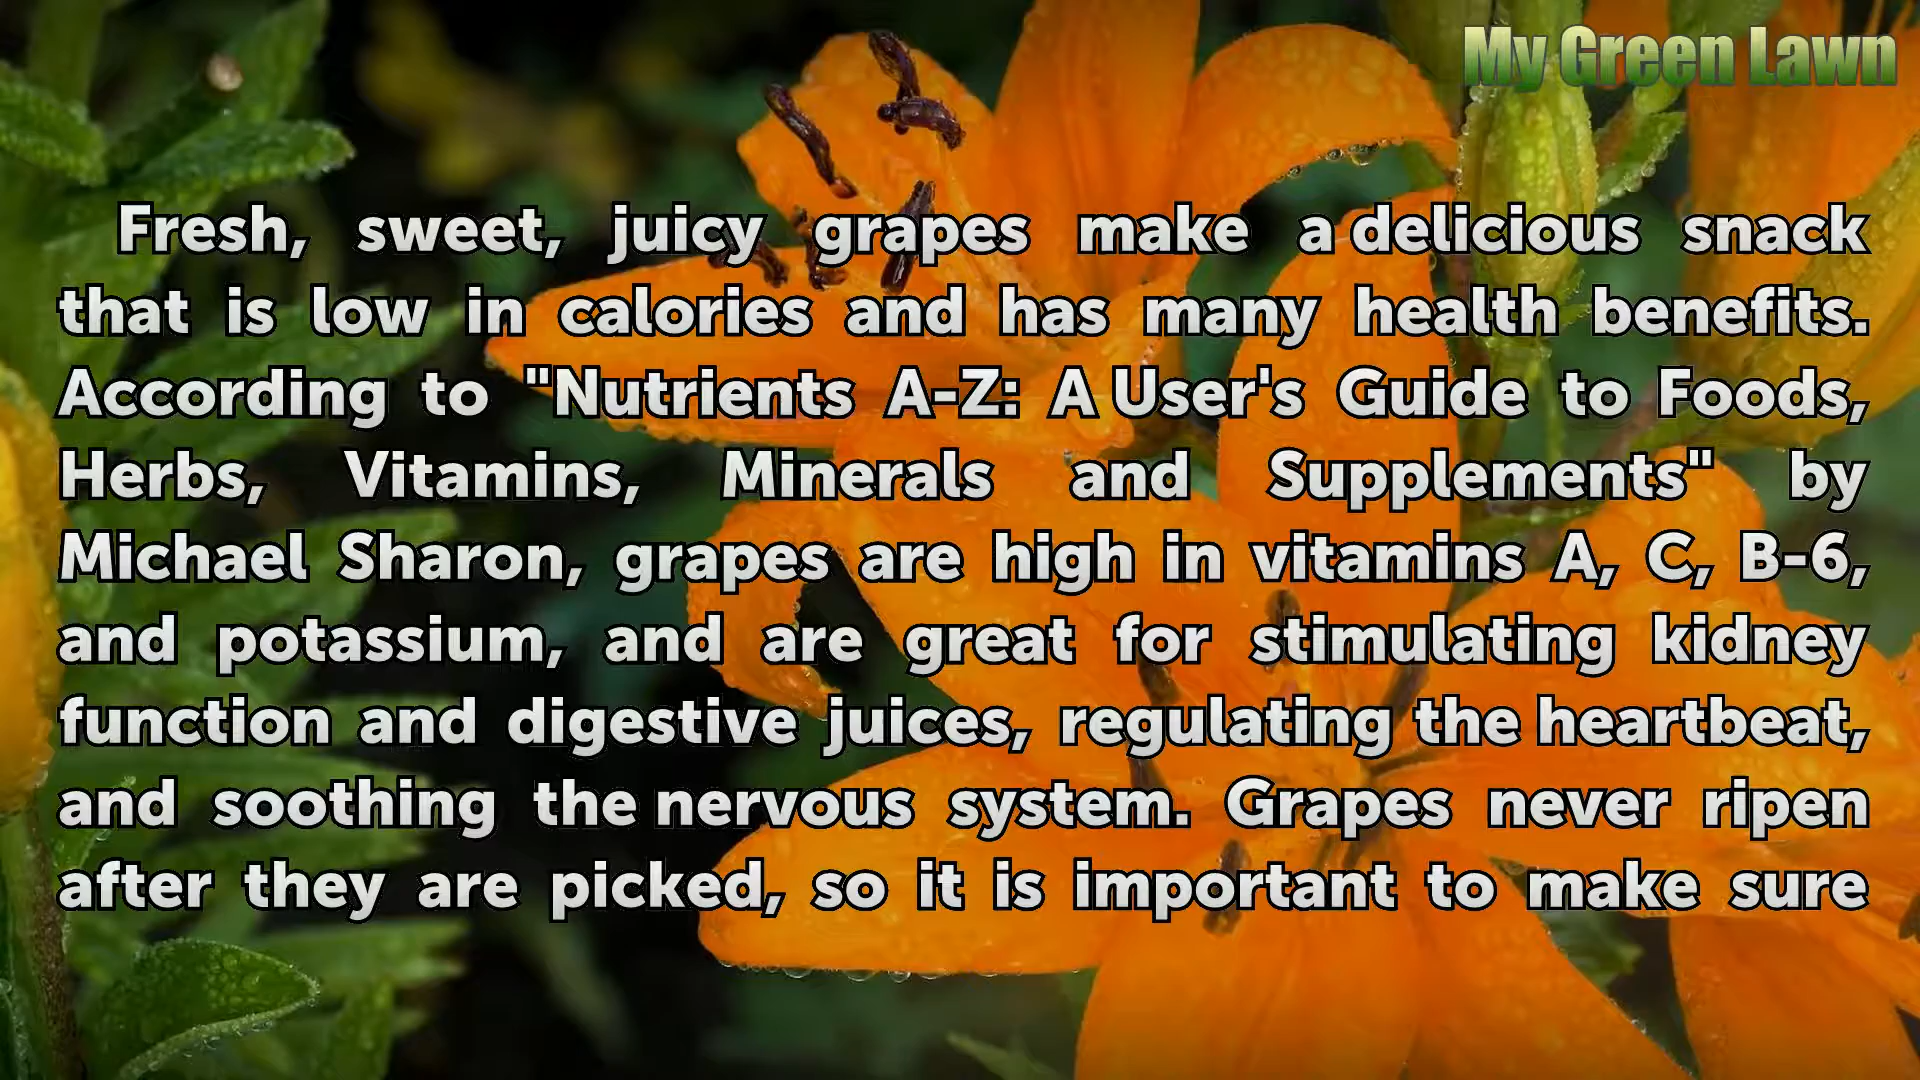 My Green Lawn
Fresh, sweet, juicy grapes make a delicious snack
that is low in calories and has many health benefits.
According to "Nutrients A-Z: A User's Guide to Foods,
Herbs, Vitamins, Minerals and Supplements" by
Michael Sharon, grapes are high in vitamins A, C, B-6,
and potassium, and are great for stimulating kidney
function and digestive juices, regulating the heartbeat,
and soothing the nervous system. Grapes never ripen
after they are picked, so it is important to make sure